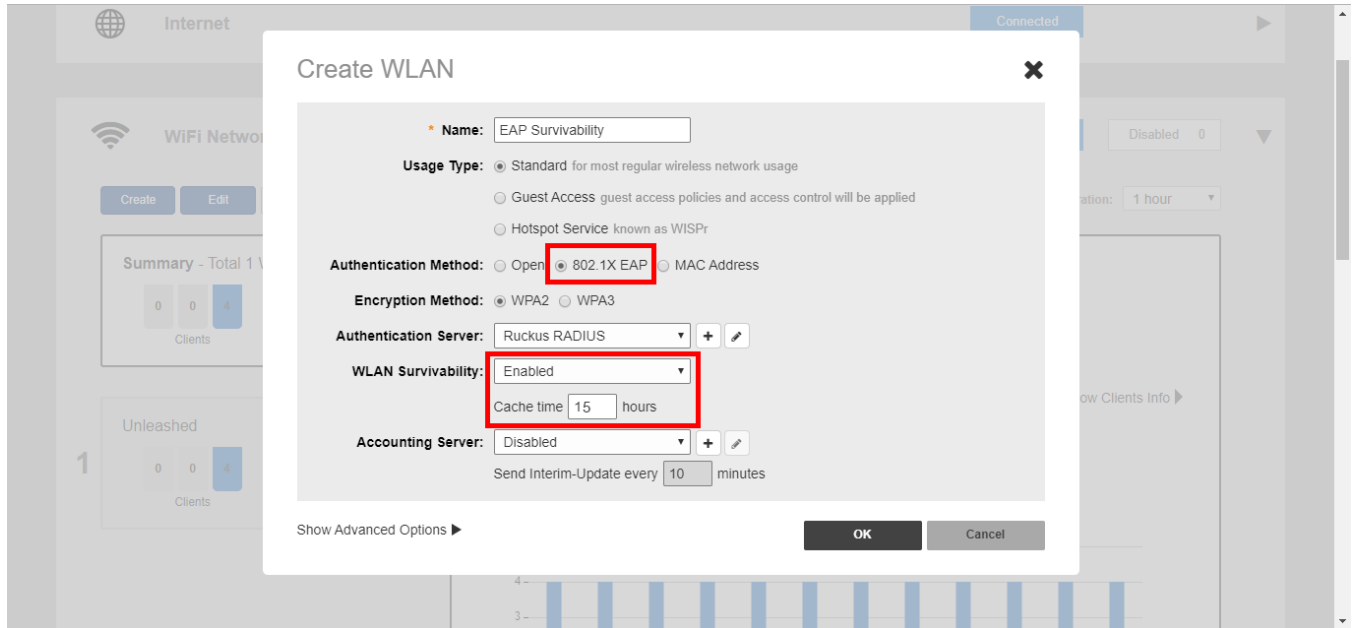 Internet
Connected
Create WLAN
WiFi Networ
* Name: EAP Survivability
Disabled 0
Usage Type: Standard for most regular wireless network usage
Create Edit
Guest Access guest access policies and access control will be applied
ation: 1 hour
Hotspot Service known as WISPr
Summary - Total 1 W
Authentication Method: Open 802.1X EAP MAC Address
0 0 4
Encryption Method: WPA2 WPA3
Clients
Authentication Server: Ruckus RADIUS
WLAN Survivability: Enabled
ow Clients Info
Cache time 15 hours
Unleashed
Accounting Server: Disabled
1
0 0 4
Send Interim-Update every 10 minutes
Clients
Show Advanced Options
OK Cancel
4
3